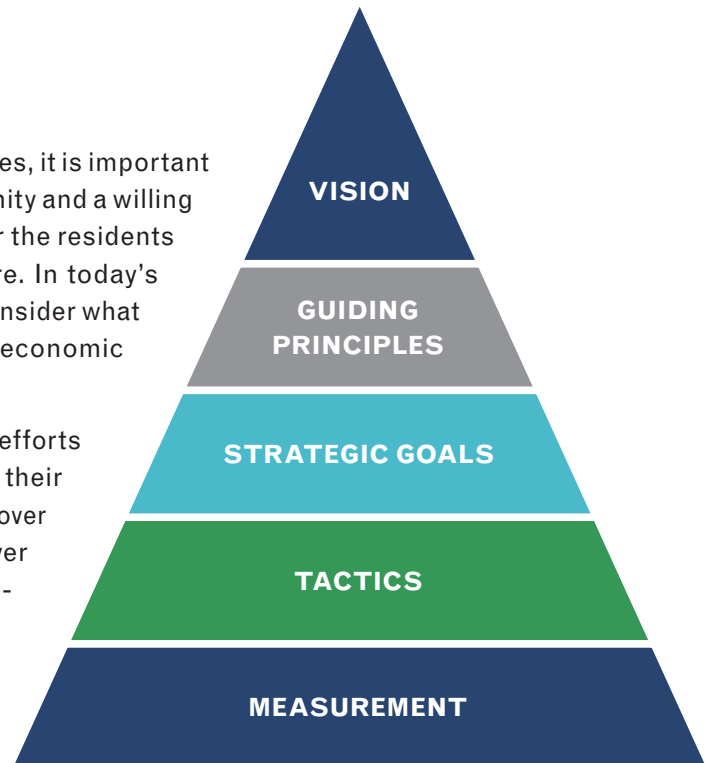 es, it is important
nity and a willing
r the residents
re. In today's
nsider what
economic
efforts
their
over
ver
-
VISION
GUIDING
PRINCIPLES
STRATEGIC GOALS
TACTICS
MEASUREMENT